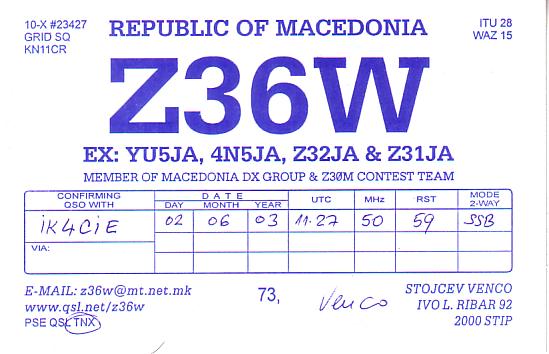 10-X #23427
GRID SQ
KN11CR
REPUBLIC OF MACEDONIA
ITU 28
WAZ 15
Z36W
EX: YU5JA, 4N5JA, Z32JA & Z31JA
MEMBER OF MACEDONIA DX GROUP & Z3ØM CONTEST TEAM
CONFIRMING QSO WITH DATE DAY MONTH YEAR UTC MHz RST MODE 2-WAY
iK4CiE 02 06 03 11.27 50 59 SSB
VIA:
E-MAIL: z36w@mt.net.mk
www.qsl.net/z36w
PSE QSL TNX
73,
Venco
STOJCEV VENCO
IVO L. RIBAR 92
2000 STIP